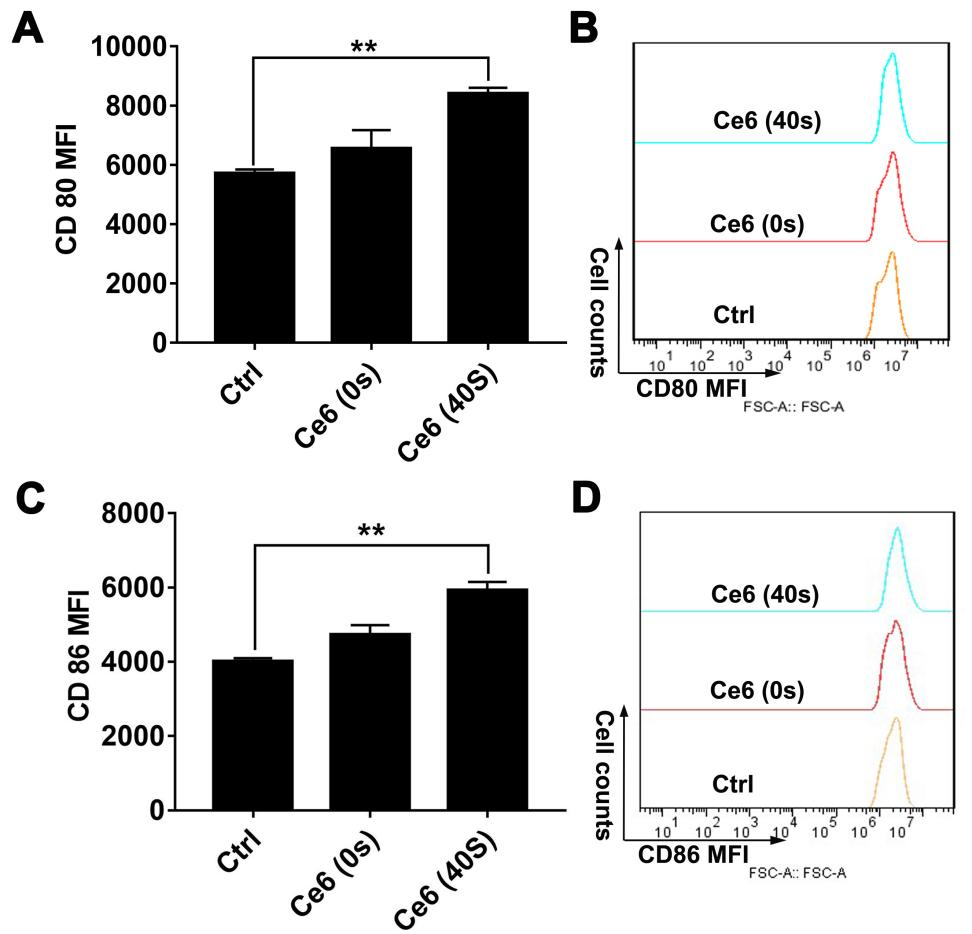 A
CD 80 MFI
10000
8000
6000
4000
2000
0
**
Ctrl
Ce6 (0s)
Ce6 (40S)
B
Ce6 (40s)
Ce6 (0s)
Ctrl
Cell counts
10^1 10^2 10^3 10^4 10^5 10^6 10^7
CD80 MFI
FSC-A:: FSC-A
C
CD 86 MFI
8000
6000
4000
2000
0
**
Ctrl
Ce6 (0s)
Ce6 (40S)
D
Ce6 (40s)
Ce6 (0s)
Ctrl
Cell counts
10^1 10^2 10^3 10^4 10^5 10^6 10^7
CD86 MFI
FSC-A:: FSC-A